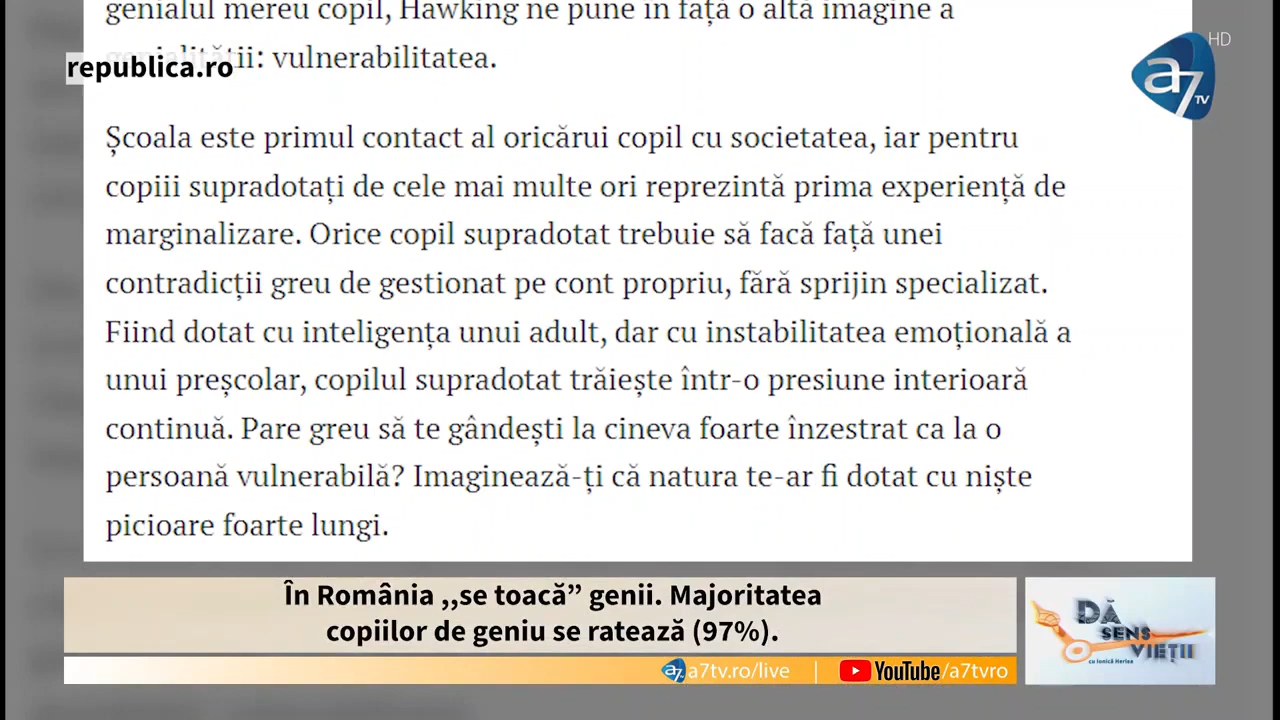 genialul mereu copil, Hawking ne pune în față o altă imagine a
genialității: vulnerabilitatea.
republica.ro
HD
a7 TV
Școala este primul contact al oricărui copil cu societatea, iar pentru
copiii supradotați de cele mai multe ori reprezintă prima experiență de
marginalizare. Orice copil supradotat trebuie să facă față unei
contradicții greu de gestionat pe cont propriu, fără sprijin specializat.
Fiind dotat cu inteligența unui adult, dar cu instabilitatea emoțională a
unui preșcolar, copilul supradotat trăiește într-o presiune interioară
continuă. Pare greu să te gândești la cineva foarte înzestrat ca la o
persoană vulnerabilă? Imaginează-ți că natura te-ar fi dotat cu niște
picioare foarte lungi.
În România ,,se toacă” genii. Majoritatea
copiilor de geniu se ratează (97%).
DĂ
SENS
VIEȚII
cu Ionică Hertea
a7 a7tv.ro/live | YouTube/a7tvro